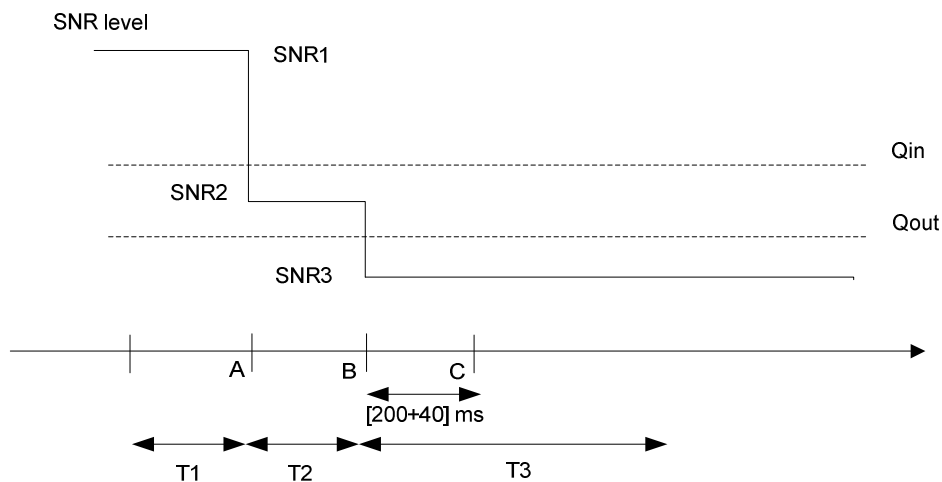 SNR level
SNR1
Qin
SNR2
Qout
SNR3
A
B
C
[200+40] ms
T1
T2
T3